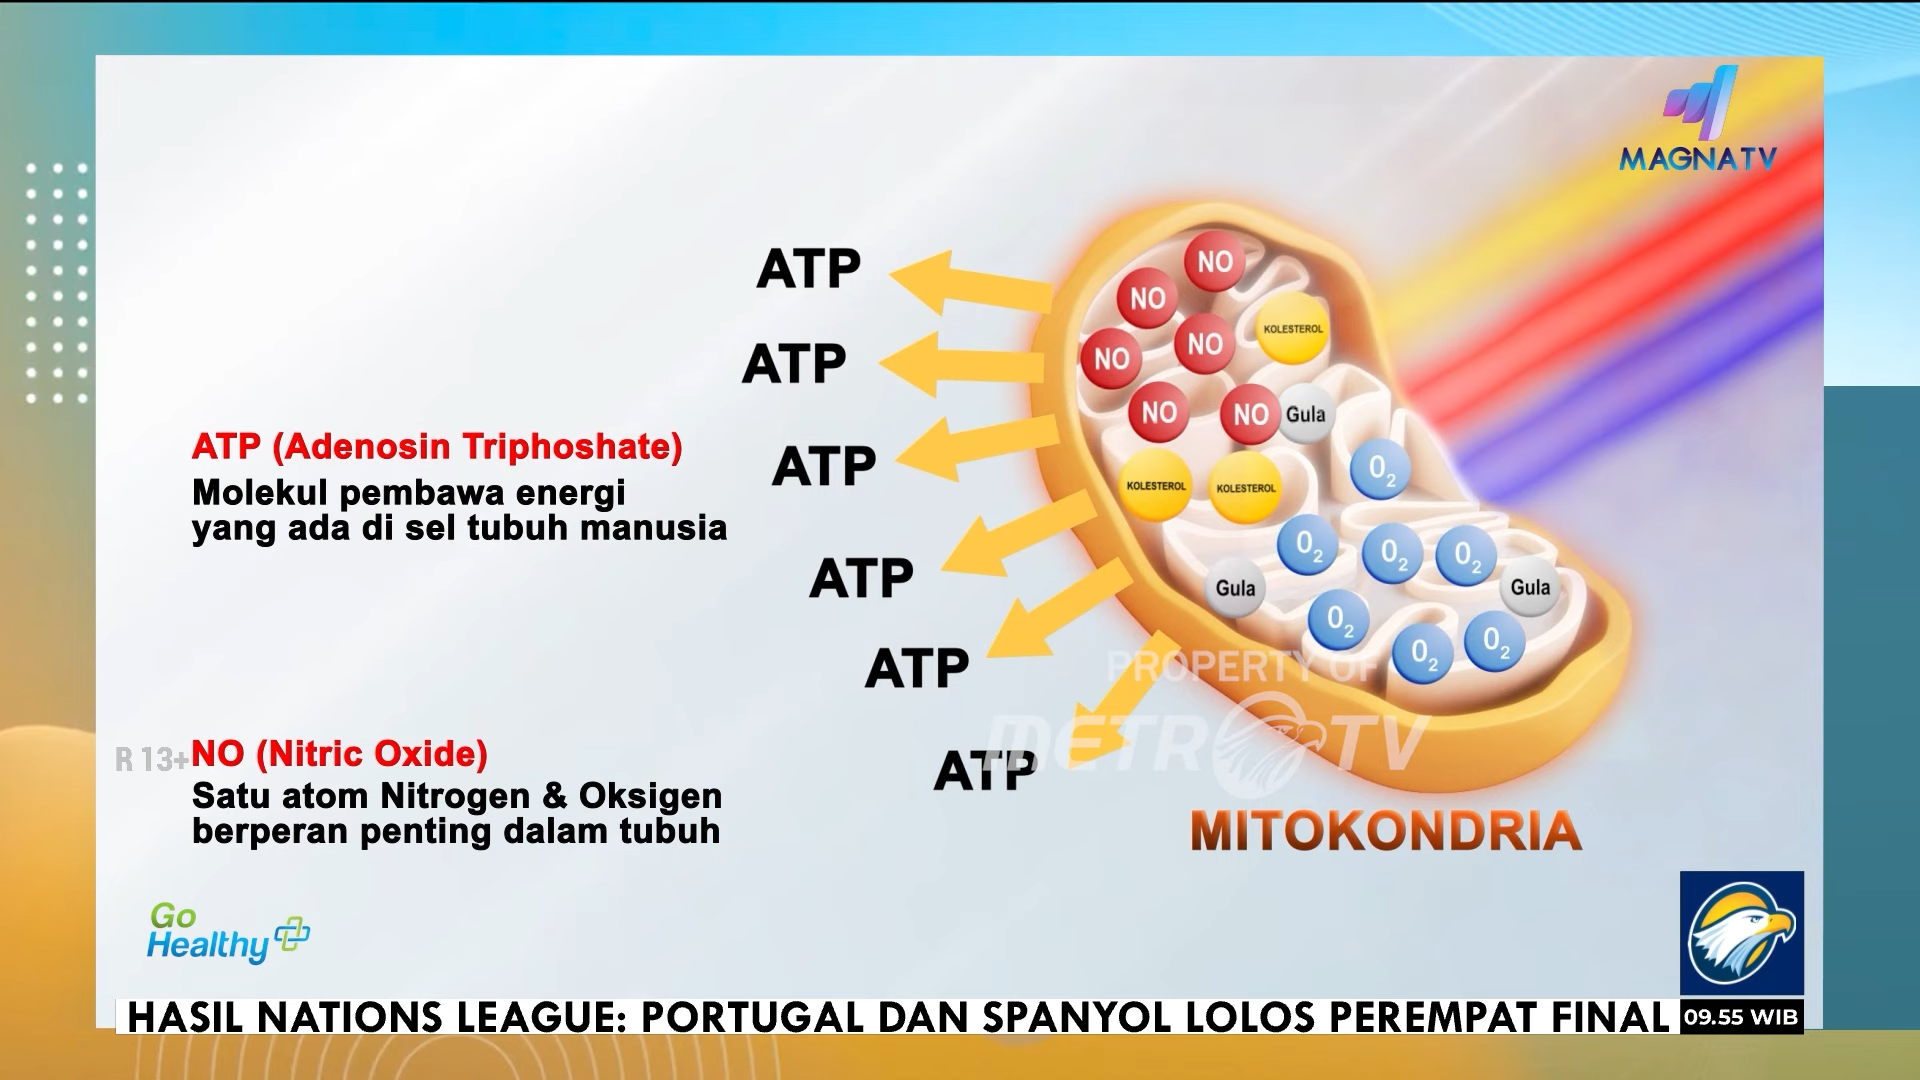 MAGNATV
ATP
ATP
ATP
ATP
ATP
ATP
NO
NO
NO
NO
NO
NO
KOLESTEROL
Gula
KOLESTEROL
KOLESTEROL
O2
O2
O2
O2
Gula
Gula
O2
O2
O2
ATP (Adenosin Triphoshate)
Molekul pembawa energi
yang ada di sel tubuh manusia
PROPERTY OF
METRO TV
R 13+
NO (Nitric Oxide)
Satu atom Nitrogen & Oksigen
berperan penting dalam tubuh
MITOKONDRIA
Go
Healthy
HASIL NATIONS LEAGUE: PORTUGAL DAN SPANYOL LOLOS PEREMPAT FINAL
09.55 WIB